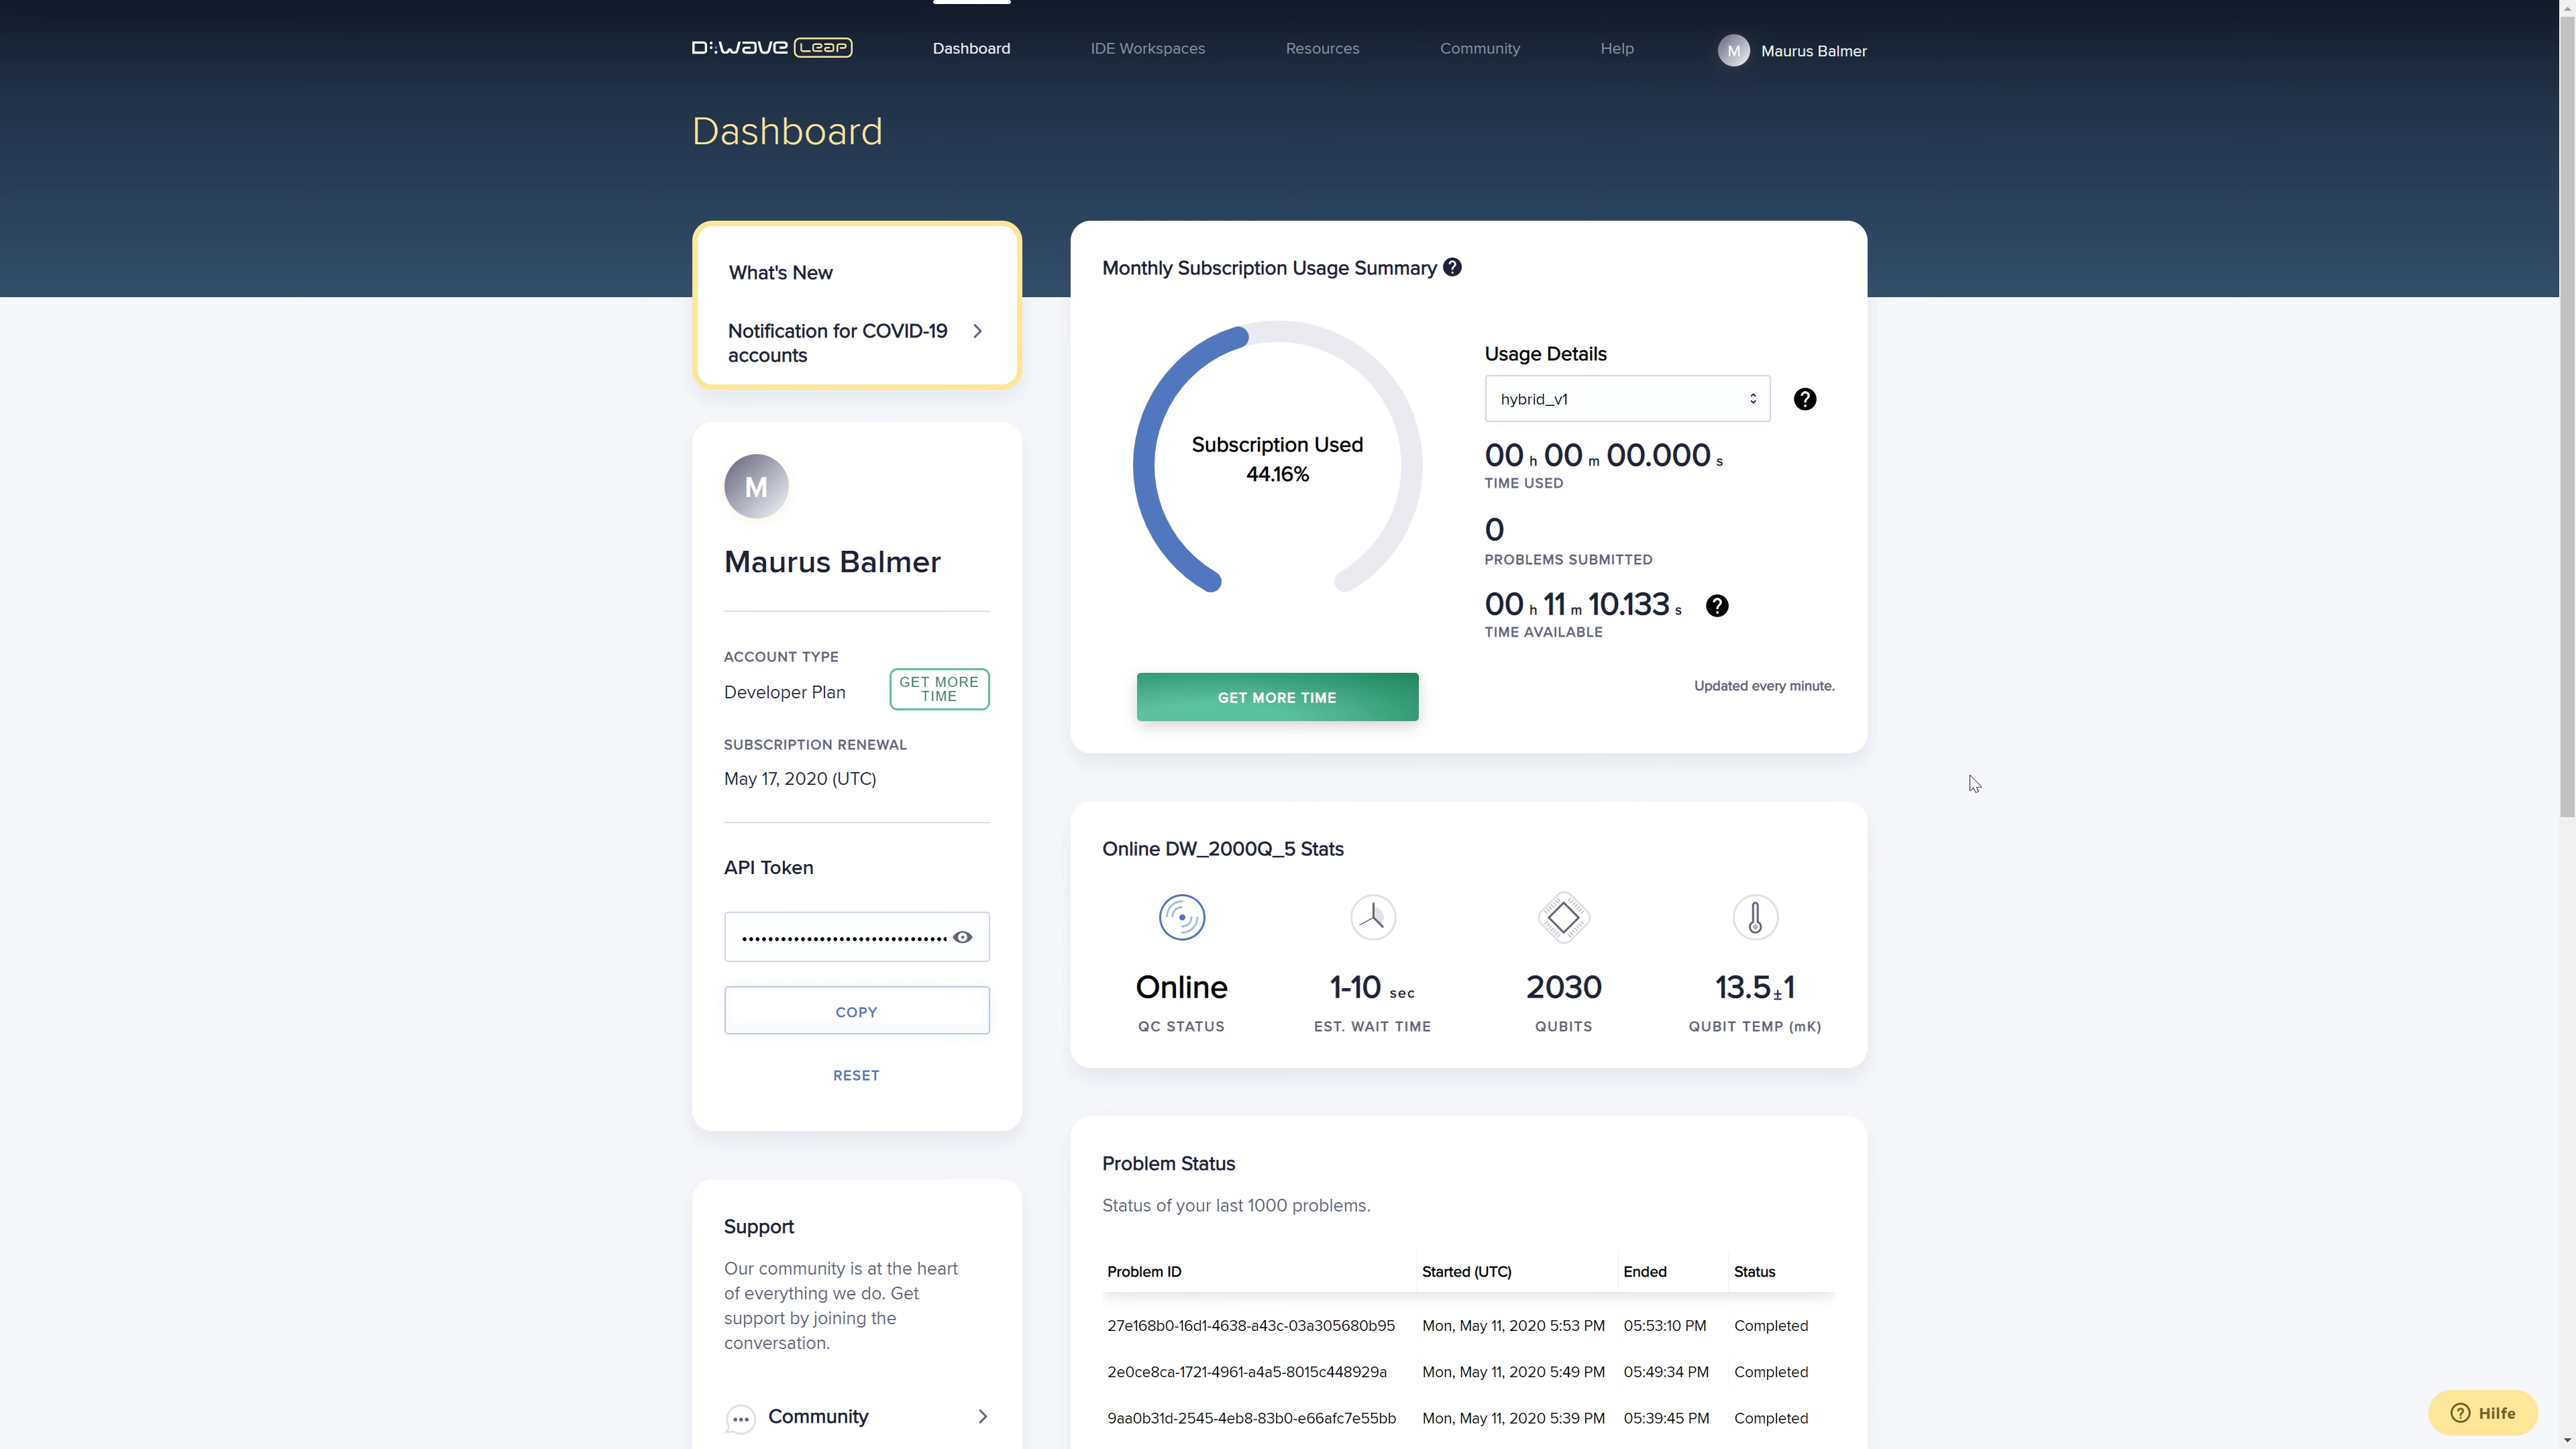 D:wave Leap
Dashboard
IDE Workspaces
Resources
Community
Help
M
Maurus Balmer
Dashboard
What's New
Notification for COVID-19
accounts
M
Maurus Balmer
ACCOUNT TYPE
Developer Plan
GET MORE
TIME
SUBSCRIPTION RENEWAL
May 17, 2020 (UTC)
API Token
COPY
RESET
Support
Our community is at the heart
of everything we do. Get
support by joining the
conversation.
Community
Monthly Subscription Usage Summary ?
Subscription Used
44.16%
GET MORE TIME
Usage Details
hybrid_v1 ?
00 h 00 m 00.000 s
TIME USED
0
PROBLEMS SUBMITTED
00 h 11 m 10.133 s ?
TIME AVAILABLE
Updated every minute.
Online DW_2000Q_5 Stats
Online
QC STATUS
1-10 sec
EST. WAIT TIME
2030
QUBITS
13.5±1
QUBIT TEMP (mK)
Problem Status
Status of your last 1000 problems.
Problem ID Started (UTC) Ended Status
27e168b0-16d1-4638-a43c-03a305680b95 Mon, May 11, 2020 5:53 PM 05:53:10 PM Completed
2e0ce8ca-1721-4961-a4a5-8015c448929a Mon, May 11, 2020 5:49 PM 05:49:34 PM Completed
9aa0b31d-2545-4eb8-83b0-e66afc7e55bb Mon, May 11, 2020 5:39 PM 05:39:45 PM Completed
? Hilfe